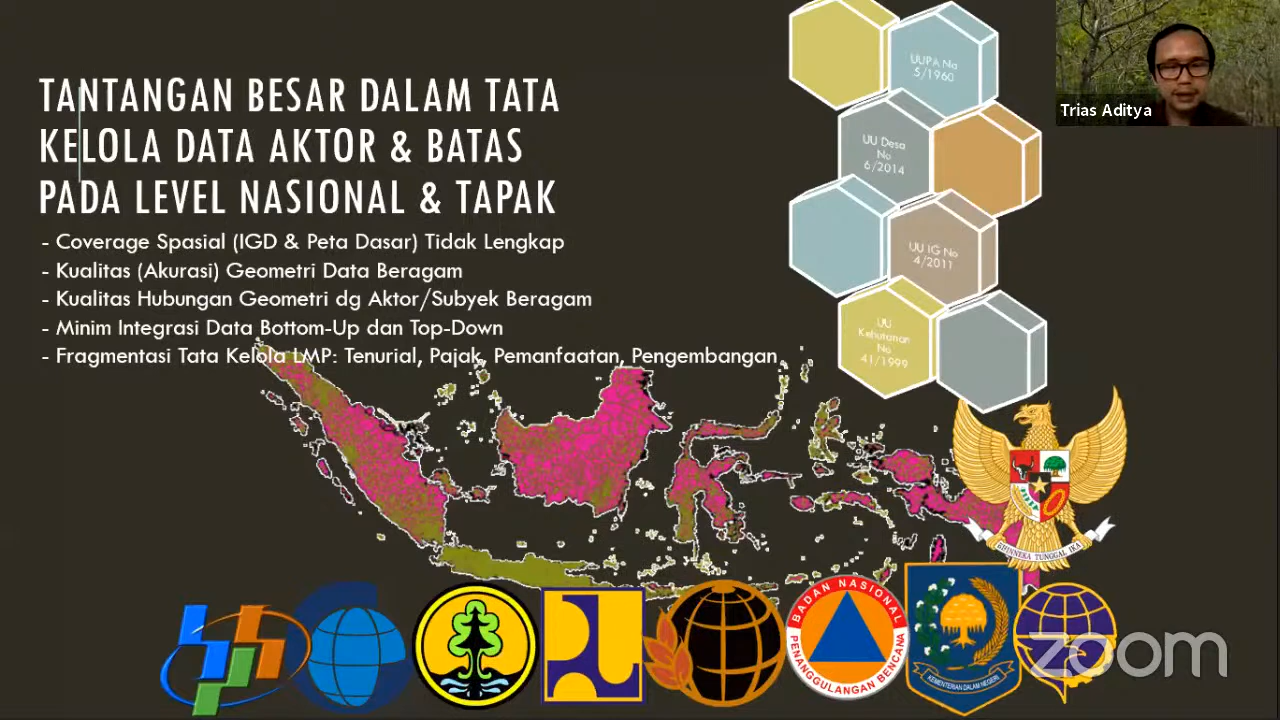 TANTANGAN BESAR DALAM TATA
KELOLA DATA AKTOR & BATAS
PADA LEVEL NASIONAL & TAPAK
- Coverage Spasial (IGD & Peta Dasar) Tidak Lengkap
- Kualitas (Akurasi) Geometri Data Beragam
- Kualitas Hubungan Geometri dg Aktor/Subyek Beragam
- Minim Integrasi Data Bottom-Up dan Top-Down
- Fragmentasi Tata Kelola LMP: Tenurial, Pajak, Pemanfaatan, Pengembangan
UUPA No
5/1960
UU Desa
No
6/2014
UU IG No
4/2011
UU
Kehutanan
No
41/1999
Trias Aditya
BHINNEKA TUNGGAL IKA
BADAN NASIONAL
PENANGGULANGAN BENCANA
KEMENTERIAN DALAM NEGERI
zoom